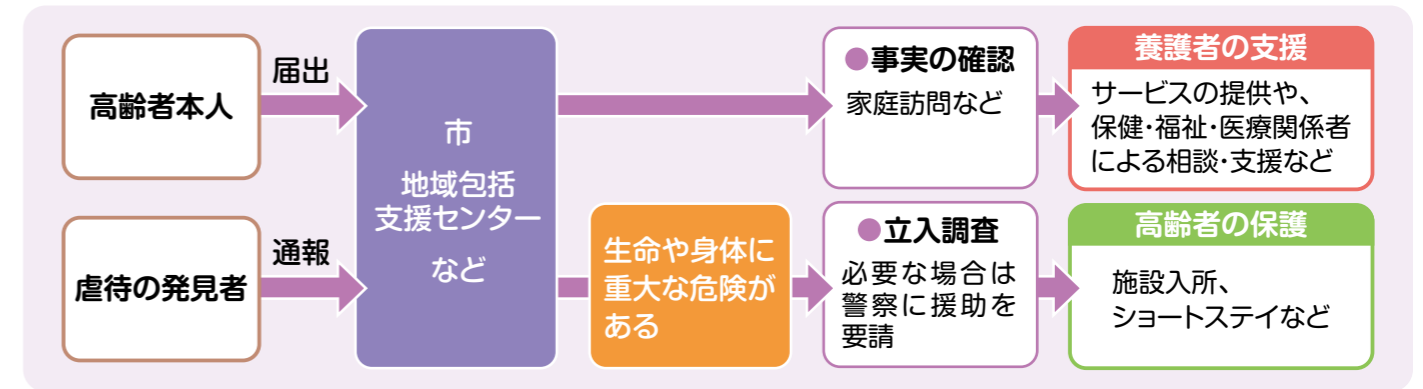 高齢者本人
届出
虐待の発見者
通報
市
地域包括
支援センター
など
●事実の確認
家庭訪問など
養護者の支援
サービスの提供や、
保健・福祉・医療関係者
による相談・支援など
生命や身体に
重大な危険が
ある
●立入調査
必要な場合は
警察に援助を
要請
高齢者の保護
施設入所、
ショートステイなど